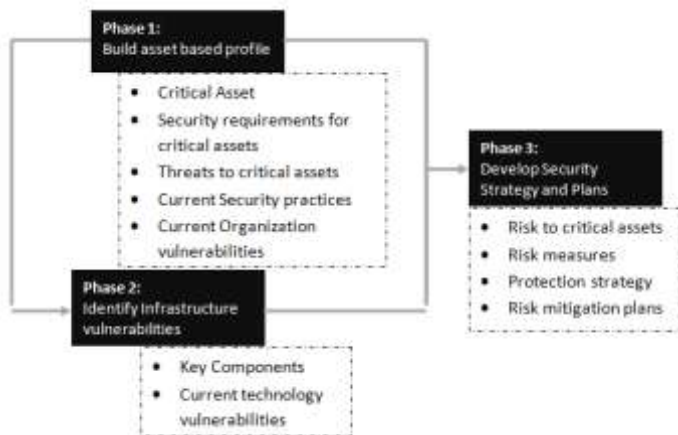 Phase 1:
Build asset based profile
• Critical Asset
• Security requirements for
critical assets
• Threats to critical assets
• Current Security practices
• Current Organization
vulnerabilities
Phase 2:
Identify Infrastructure
vulnerabilities
• Key Components
• Current technology
vulnerabilities
Phase 3:
Develop Security
Strategy and Plans
• Risk to critical assets
• Risk measures
• Protection strategy
• Risk mitigation plans